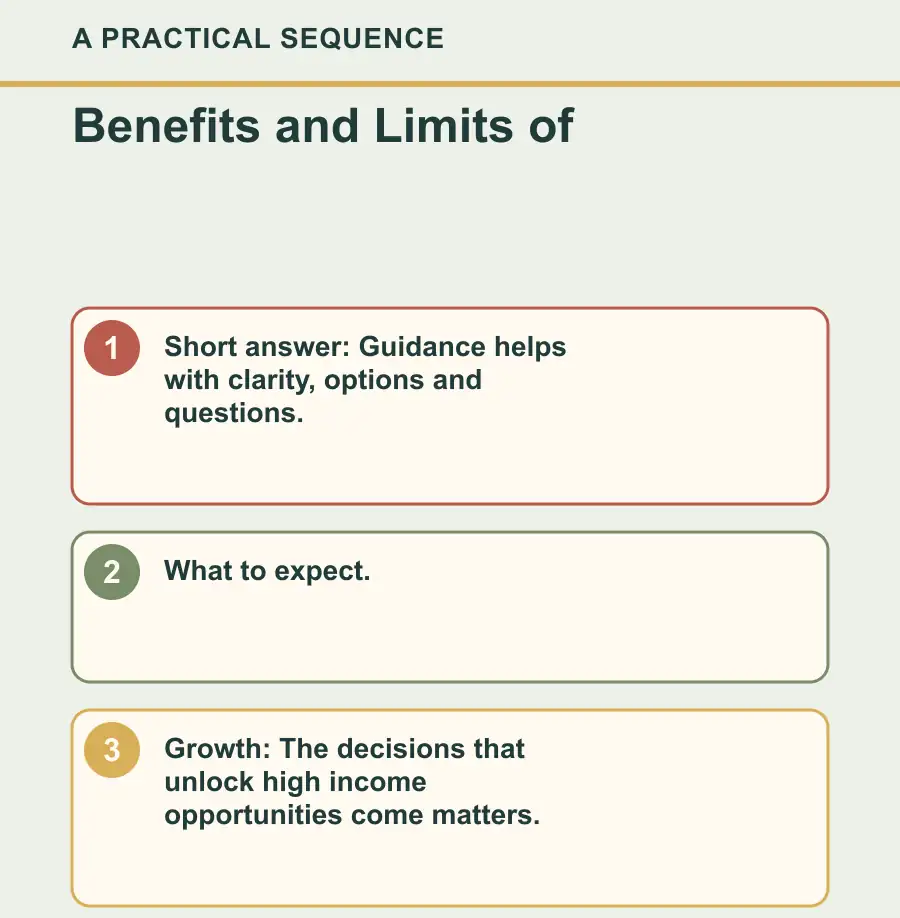 A PRACTICAL SEQUENCE
Benefits and Limits of
1
Short answer: Guidance helps
with clarity, options and
questions.
2
What to expect.
3
Growth: The decisions that
unlock high income
opportunities come matters.